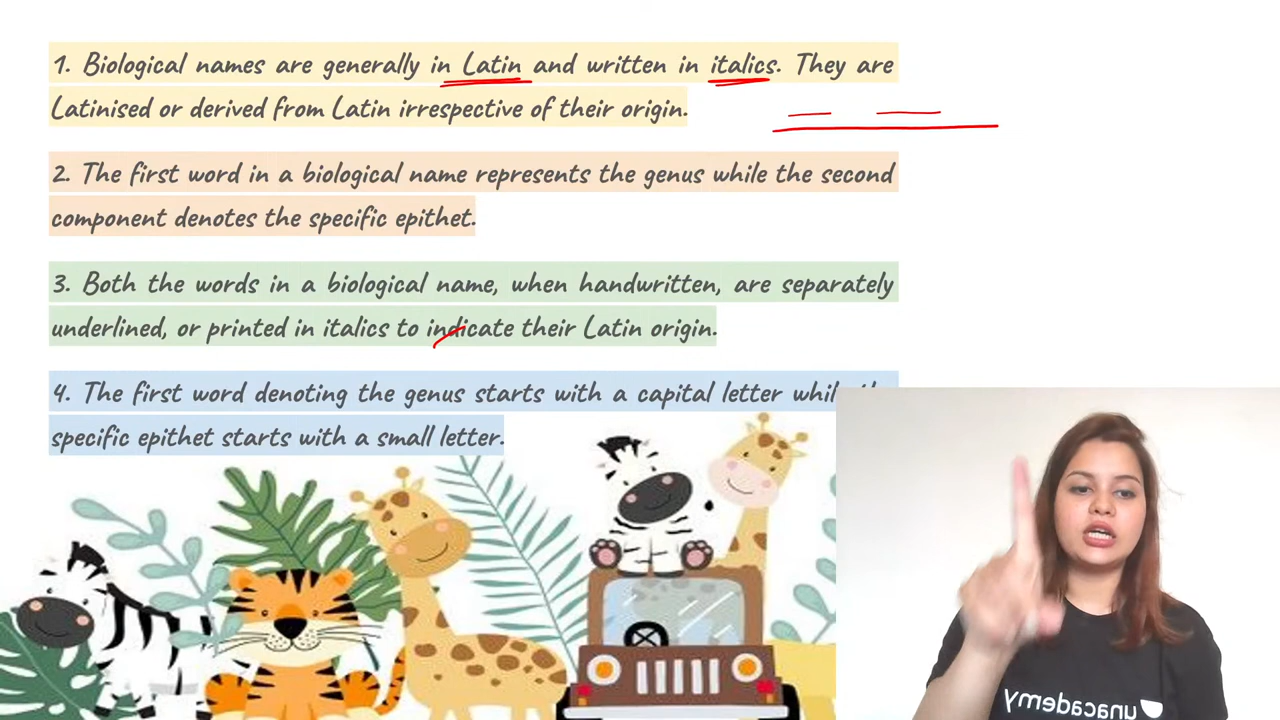 1. Biological names are generally in Latin and written in italics. They are
Latinised or derived from Latin irrespective of their origin.
2. The first word in a biological name represents the genus while the second
component denotes the specific epithet.
3. Both the words in a biological name, when handwritten, are separately
underlined, or printed in italics to indicate their Latin origin.
4. The first word denoting the genus starts with a capital letter
specific epithet starts with a small letter.
unacademy